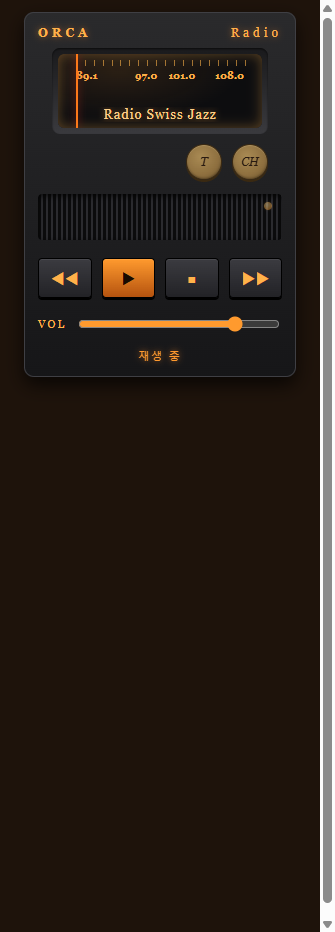 ORCA Radio
89.1 97.0 101.0 108.0
Radio Swiss Jazz
T CH
VOL
재생 중